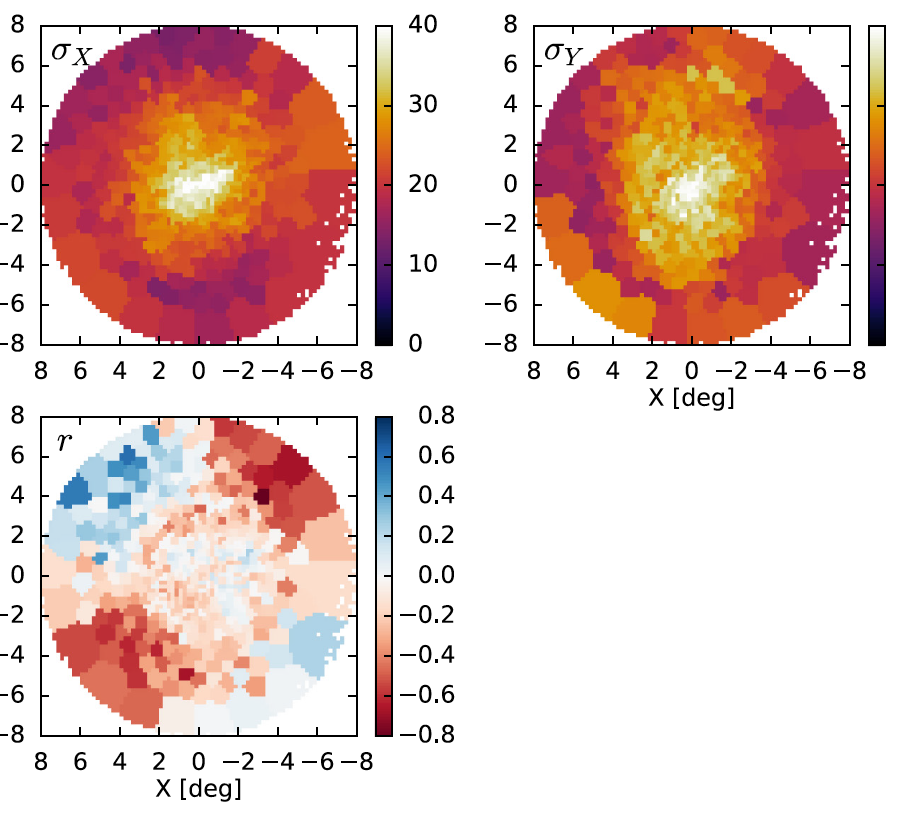 8 40 8
σX σY
6 6
4 30 4
2 2
0 20 0
−2 −2
−4 10 −4
−6 −6
−8 0 −8
8 6 4 2 0 −2 −4 −6 −8 8 6 4 2 0 −2 −4 −6 −8
X [deg]
8 0.8
r
6 0.6
4 0.4
2 0.2
0 0.0
−2 −0.2
−4 −0.4
−6 −0.6
−8 −0.8
8 6 4 2 0 −2 −4 −6 −8
X [deg]